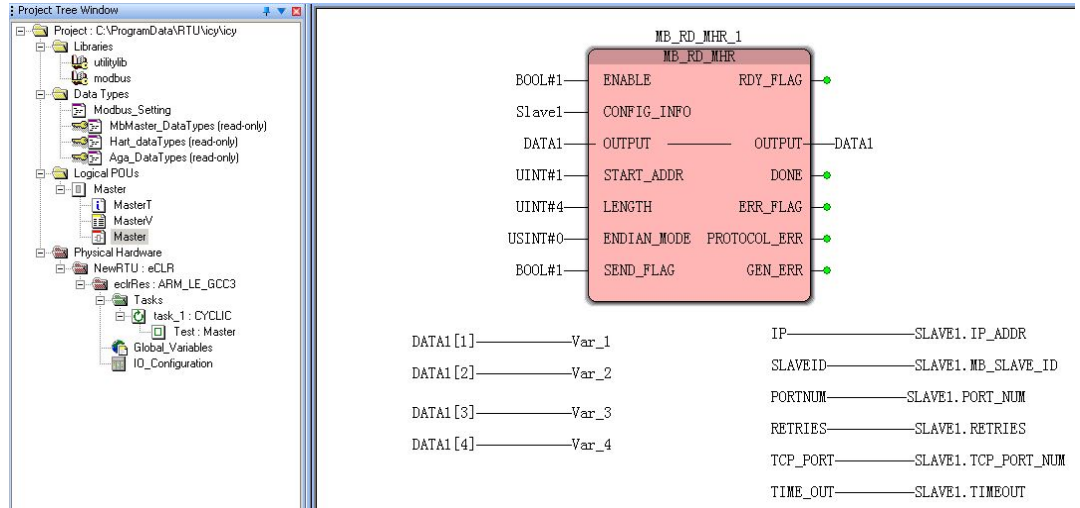 Project Tree Window
Project : C:\ProgramData\RTU\icy\icy
Libraries
utilitylib
modbus
Data Types
Modbus_Setting
MbMaster_DataTypes (read-only)
Hart_dataTypes (read-only)
Aga_DataTypes (read-only)
Logical POUs
Master
MasterT
MasterV
Master
Physical Hardware
NewRTU : eCLR
eclrRes : ARM_LE_GCC3
Tasks
task_1 : CYCLIC
Test : Master
Global_Variables
IO_Configuration
MB_RD_MHR_1
MB_RD_MHR
BOOL#1 ENABLE RDY_FLAG
Slave1 CONFIG_INFO
DATA1 OUTPUT OUTPUT DATA1
UINT#1 START_ADDR DONE
UINT#4 LENGTH ERR_FLAG
USINT#0 ENDIAN_MODE PROTOCOL_ERR
BOOL#1 SEND_FLAG GEN_ERR
DATA1[1] Var_1
DATA1[2] Var_2
DATA1[3] Var_3
DATA1[4] Var_4
IP SLAVE1.IP_ADDR
SLAVEID SLAVE1.MB_SLAVE_ID
PORTNUM SLAVE1.PORT_NUM
RETRIES SLAVE1.RETRIES
TCP_PORT SLAVE1.TCP_PORT_NUM
TIME_OUT SLAVE1.TIMEOUT